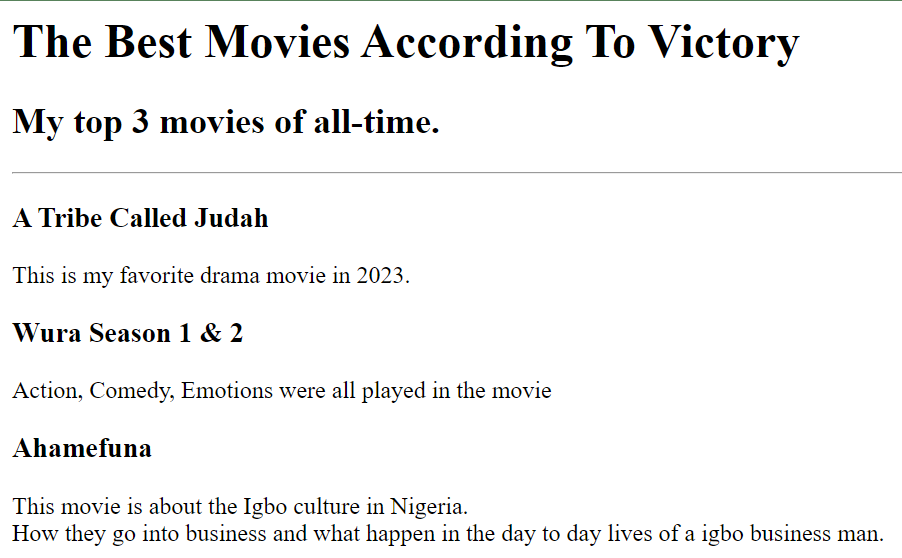 The Best Movies According To Victory
My top 3 movies of all-time.
A Tribe Called Judah
This is my favorite drama movie in 2023.
Wura Season 1 & 2
Action, Comedy, Emotions were all played in the movie
Ahamefuna
This movie is about the Igbo culture in Nigeria.
How they go into business and what happen in the day to day lives of a igbo business man.